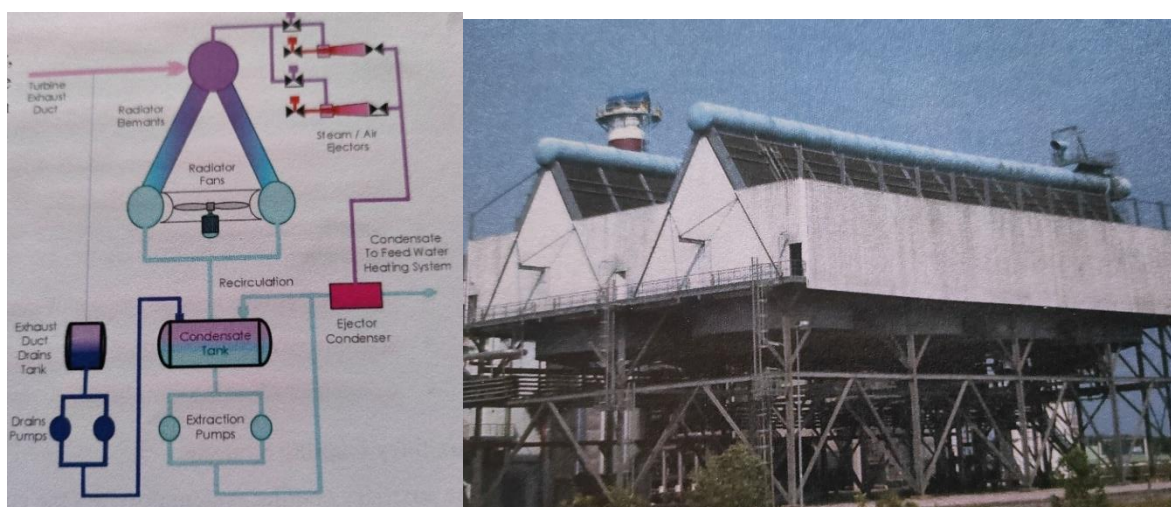 Turbine
Exhaust
Duct
Radiator
Elemants
Steam / Air
Ejectors
Radiator
Fans
Condensate
To Feed Water
Heating System
Recirculation
Ejector
Condenser
Exhaust
Duct
Drains
Tank
Condensate
Tank
Drains
Pumps
Extraction
Pumps